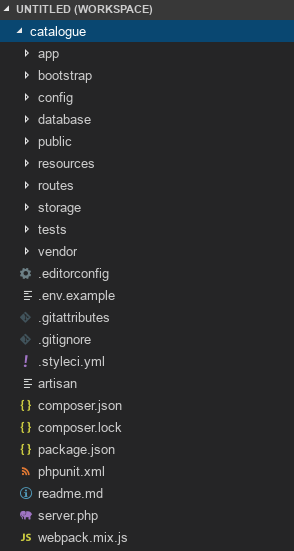 UNTITLED (WORKSPACE)
catalogue
app
bootstrap
config
database
public
resources
routes
storage
tests
vendor
.editorconfig
.env.example
.gitattributes
.gitignore
.styleci.yml
artisan
composer.json
composer.lock
package.json
phpunit.xml
readme.md
server.php
JS webpack.mix.js